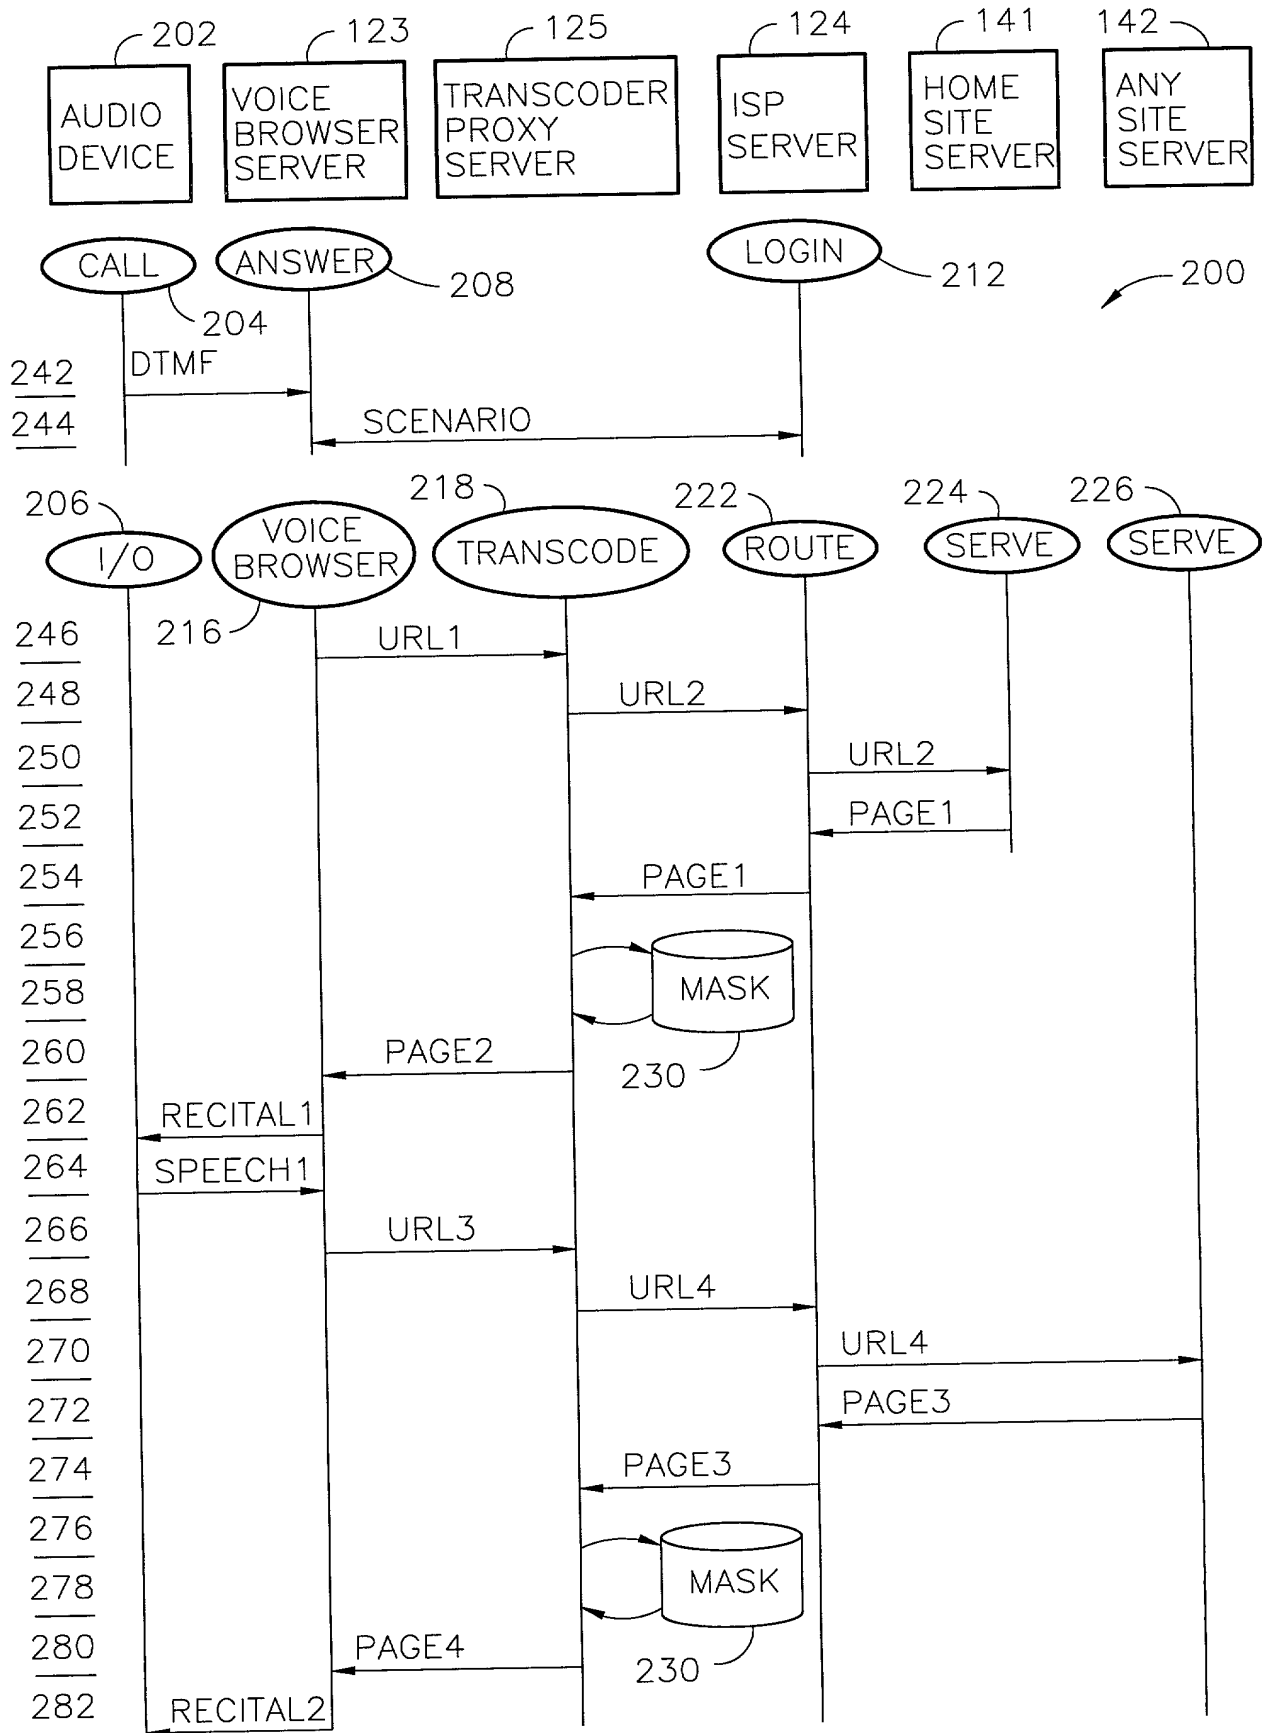 202
123
125
124
141
142
AUDIO
DEVICE
VOICE
BROWSER
SERVER
TRANSCODER
PROXY
SERVER
ISP
SERVER
HOME
SITE
SERVER
ANY
SITE
SERVER
CALL
ANSWER
LOGIN
204
208
212
200
242
DTMF
244
SCENARIO
206
218
222
224
226
I/O
VOICE
BROWSER
TRANSCODE
ROUTE
SERVE
SERVE
216
246
URL1
248
URL2
250
URL2
252
PAGE1
254
PAGE1
256
258
MASK
230
260
PAGE2
262
RECITAL1
264
SPEECH1
266
URL3
268
URL4
270
URL4
272
PAGE3
274
PAGE3
276
278
MASK
230
280
PAGE4
282
RECITAL2